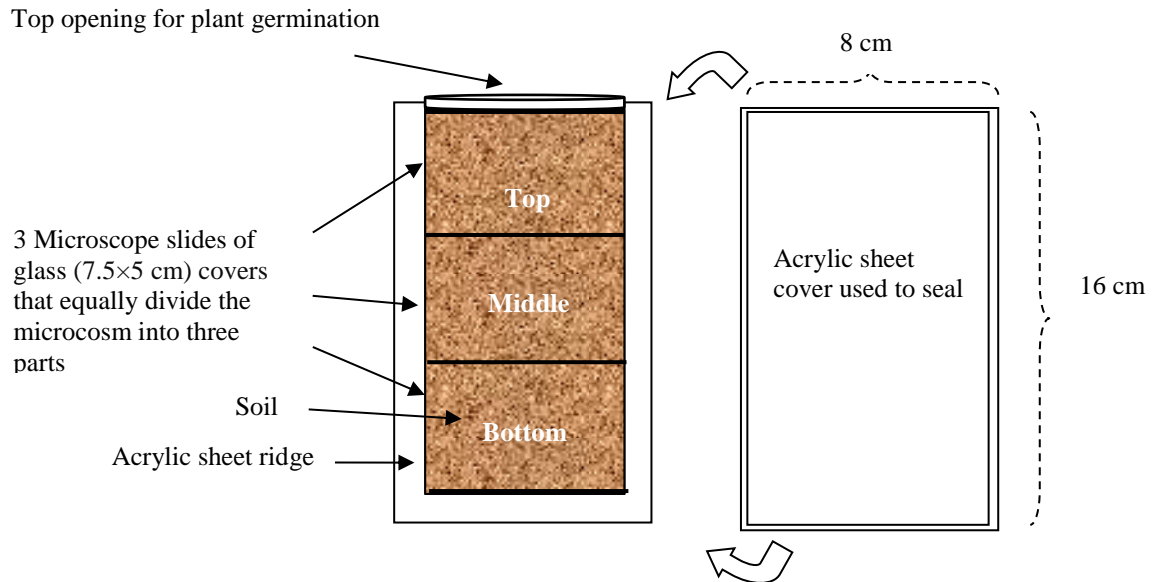 Top opening for plant germination
8 cm
Top
3 Microscope slides of
glass (7.5×5 cm) covers
that equally divide the
microcosm into three
parts
Middle
Acrylic sheet
cover used to seal
16 cm
Soil
Bottom
Acrylic sheet ridge